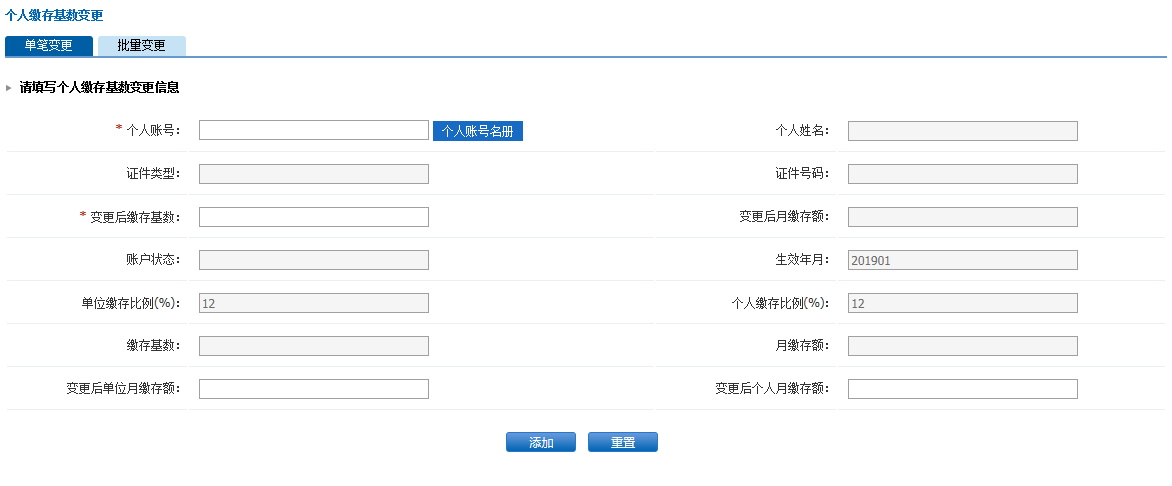 个人缴存基数变更
单笔变更 批量变更
请填写个人缴存基数变更信息
* 个人账号： 个人账号名册 个人姓名：
证件类型： 证件号码：
* 变更后缴存基数： 变更后月缴存额：
账户状态： 生效年月： 201901
单位缴存比例(%)： 12 个人缴存比例(%)： 12
缴存基数： 月缴存额：
变更后单位月缴存额： 变更后个人月缴存额：
添加 重置